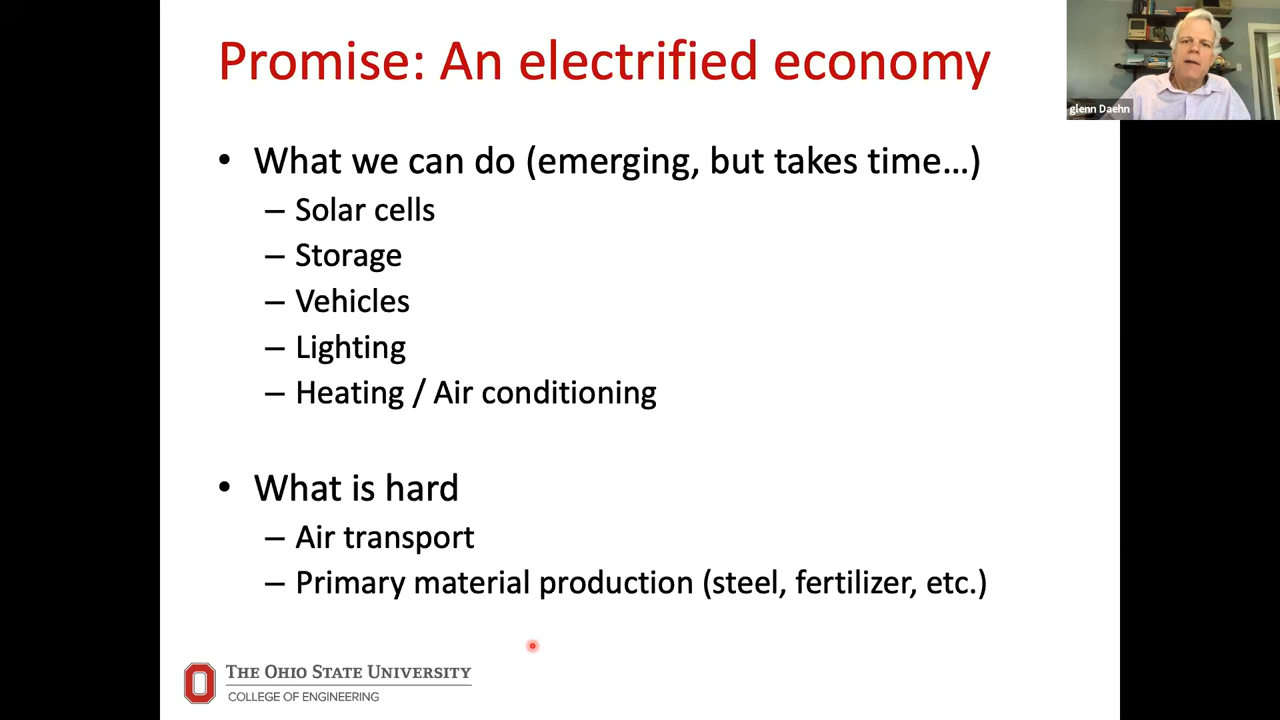 Promise: An electrified economy
glenn Daehn
• What we can do (emerging, but takes time…)
– Solar cells
– Storage
– Vehicles
– Lighting
– Heating / Air conditioning
• What is hard
– Air transport
– Primary material production (steel, fertilizer, etc.)
THE OHIO STATE UNIVERSITY
COLLEGE OF ENGINEERING